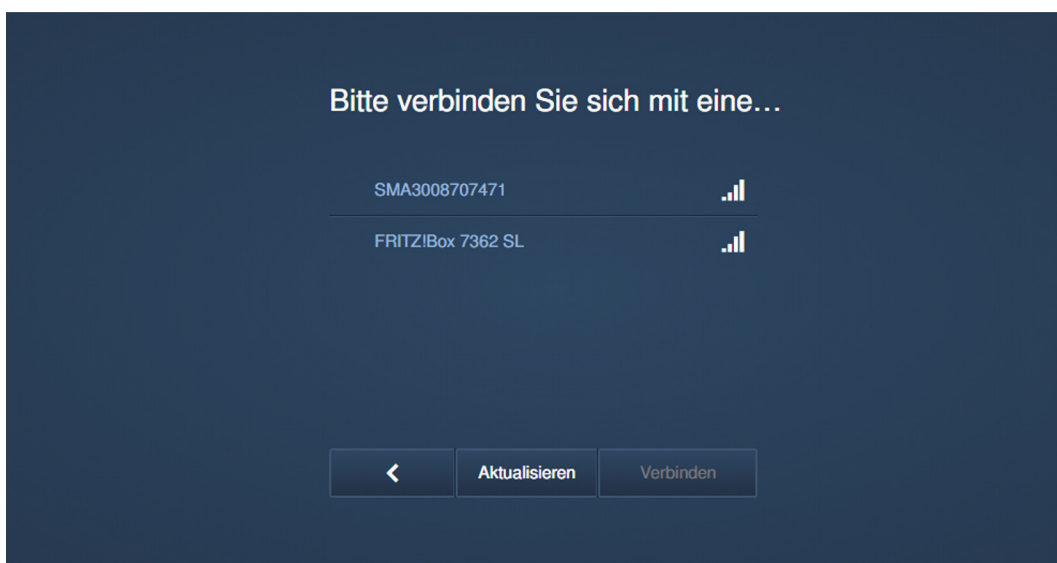 Bitte verbinden Sie sich mit eine...
SMA3008707471
FRITZ!Box 7362 SL
Aktualisieren
Verbinden